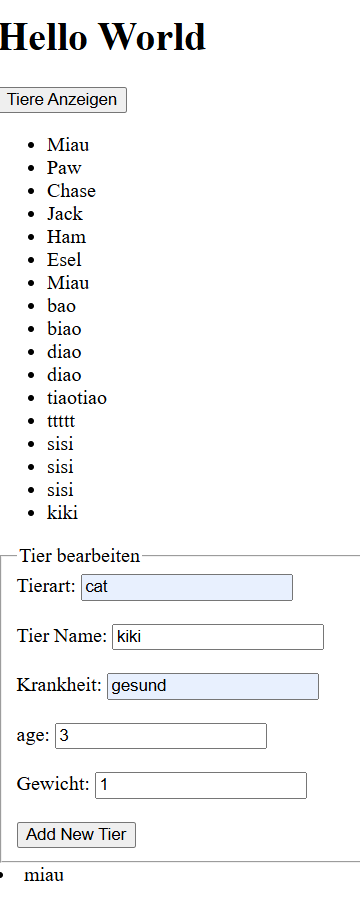 Hello World
Tiere Anzeigen
Miau
Paw
Chase
Jack
Ham
Esel
Miau
bao
biao
diao
diao
tiaotiao
ttttt
sisi
sisi
sisi
kiki
Tier bearbeiten
Tierart: cat
Tier Name: kiki
Krankheit: gesund
age: 3
Gewicht: 1
Add New Tier
miau